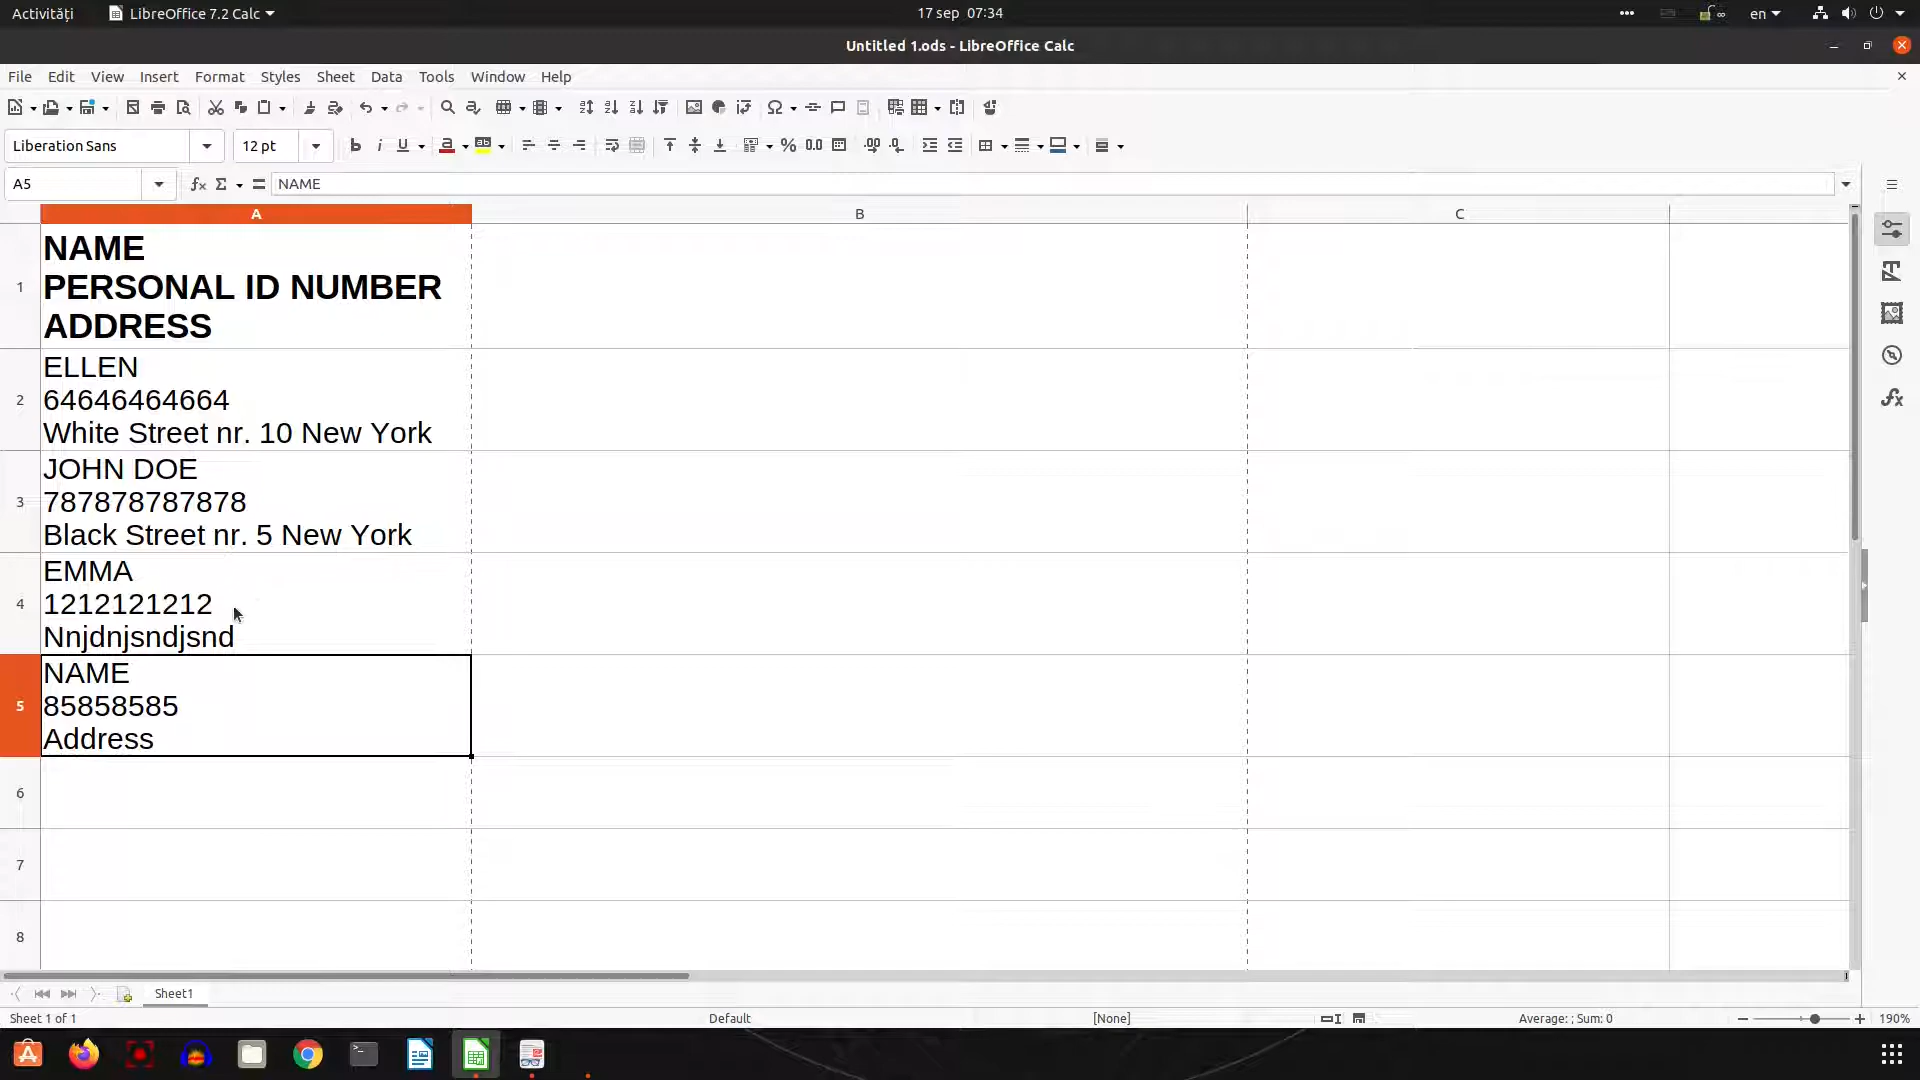 Activități LibreOffice 7.2 Calc 17 sep 07:34 en
Untitled 1.ods - LibreOffice Calc
File Edit View Insert Format Styles Sheet Data Tools Window Help
Liberation Sans 12 pt
A5 NAME
A B C
1
NAME
PERSONAL ID NUMBER
ADDRESS
2
ELLEN
64646464664
White Street nr. 10 New York
3
JOHN DOE
787878787878
Black Street nr. 5 New York
4
EMMA
1212121212
Nnjdnjsndjsnd
5
NAME
85858585
Address
6
7
8
Sheet1
Sheet 1 of 1 Default [None] Average: ; Sum: 0 190%